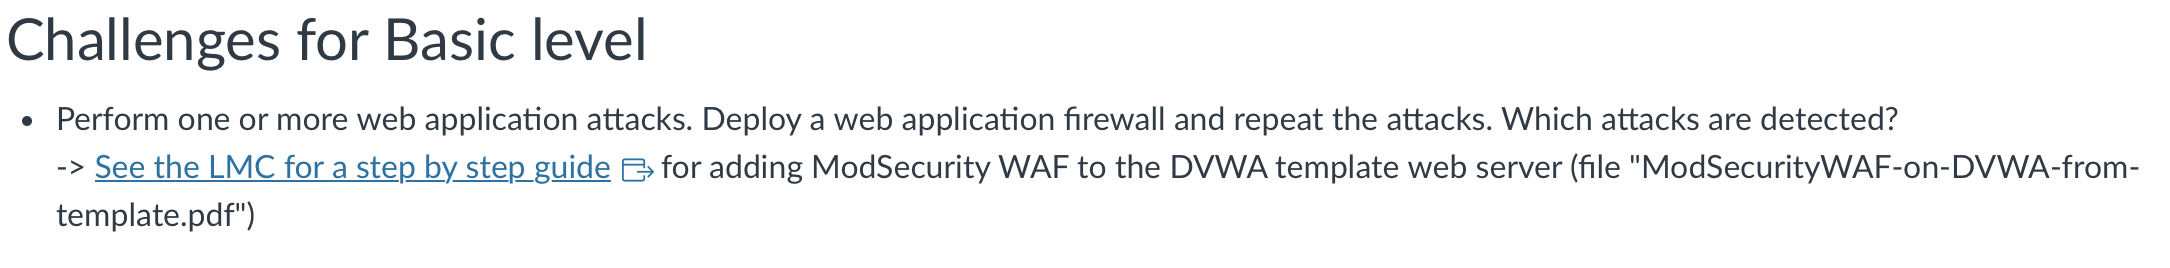 Challenges for Basic level
• Perform one or more web application attacks. Deploy a web application firewall and repeat the attacks. Which attacks are detected?
-> See the LMC for a step by step guide for adding ModSecurity WAF to the DVWA template web server (file "ModSecurityWAF-on-DVWA-from-
template.pdf")